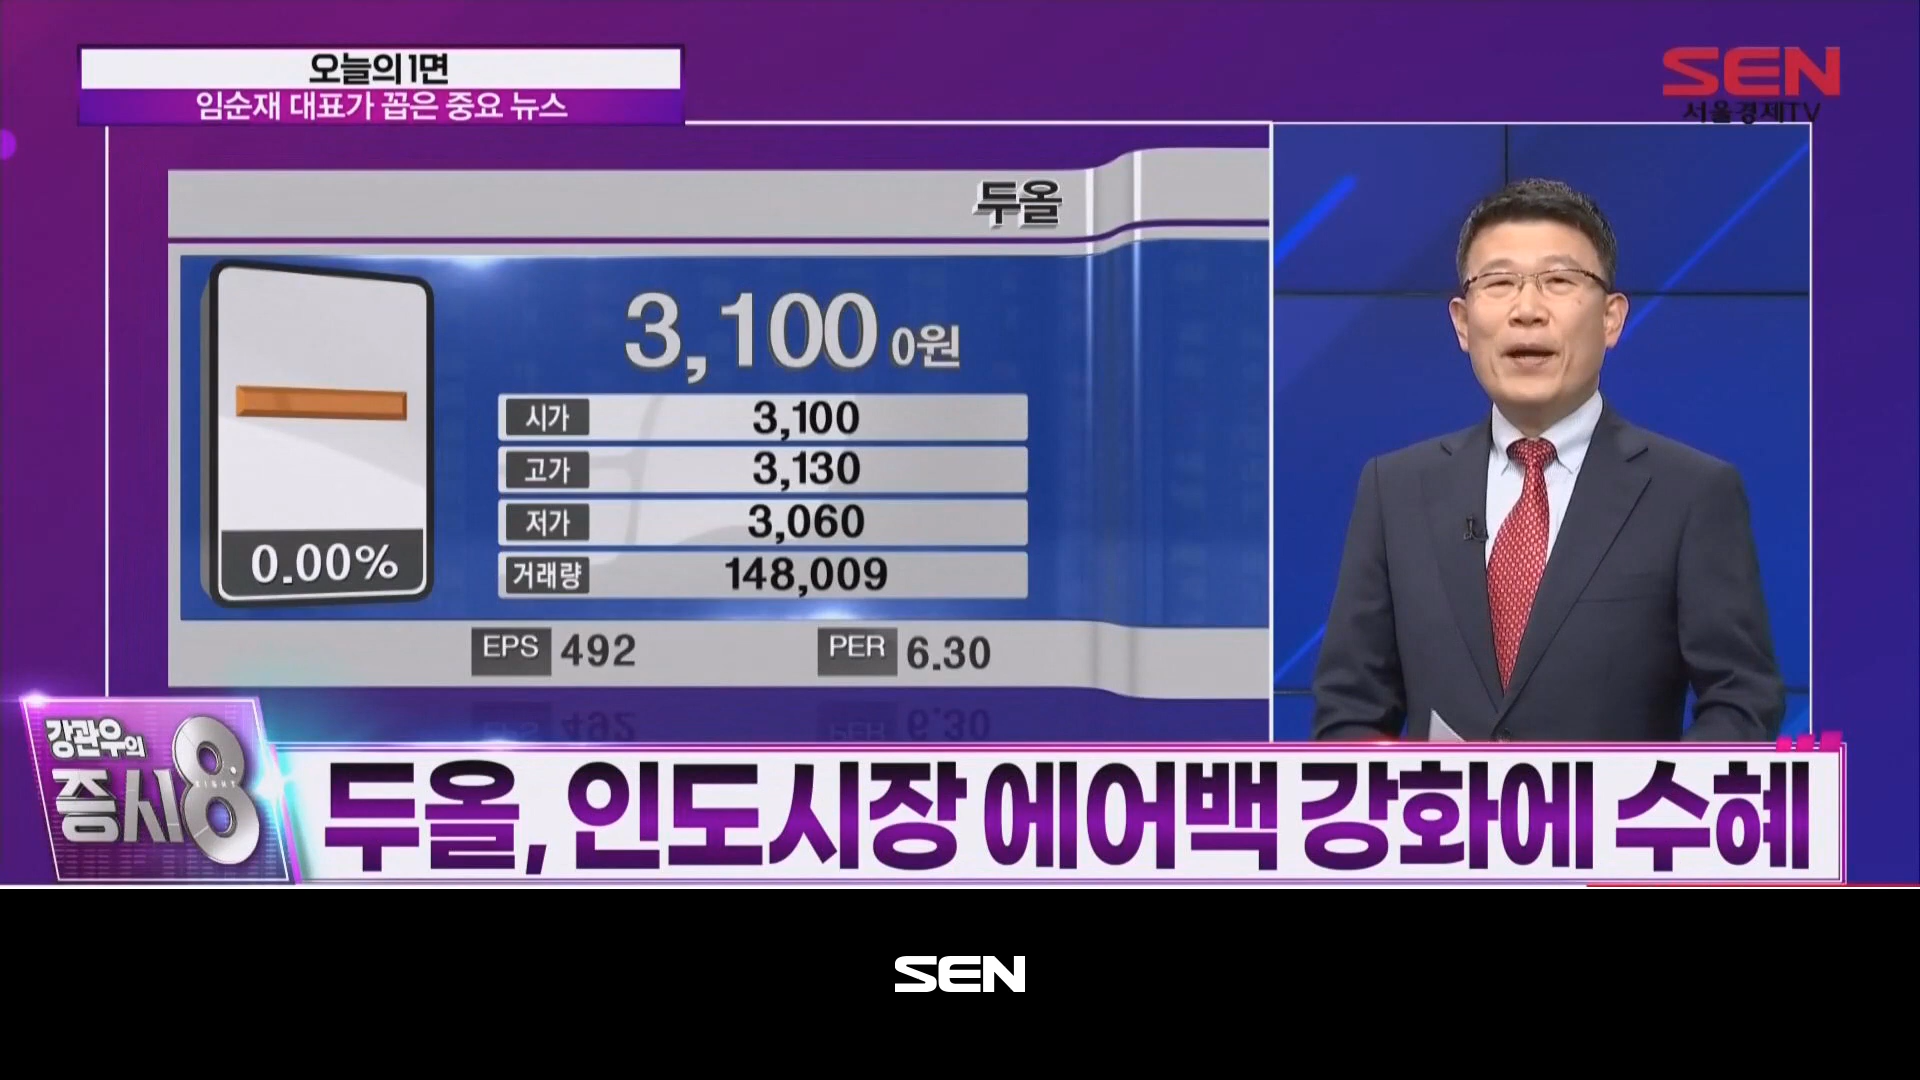 오늘의 1면
임순재 대표가 꼽은 중요 뉴스
SEN
서울경제TV
두올
3,100 0원
시가 3,100
고가 3,130
저가 3,060
거래량 148,009
0.00%
EPS 492 PER 6.30
강관우의
증시8
EIGHT
두올, 인도시장 에어백 강화에 수혜
SEN